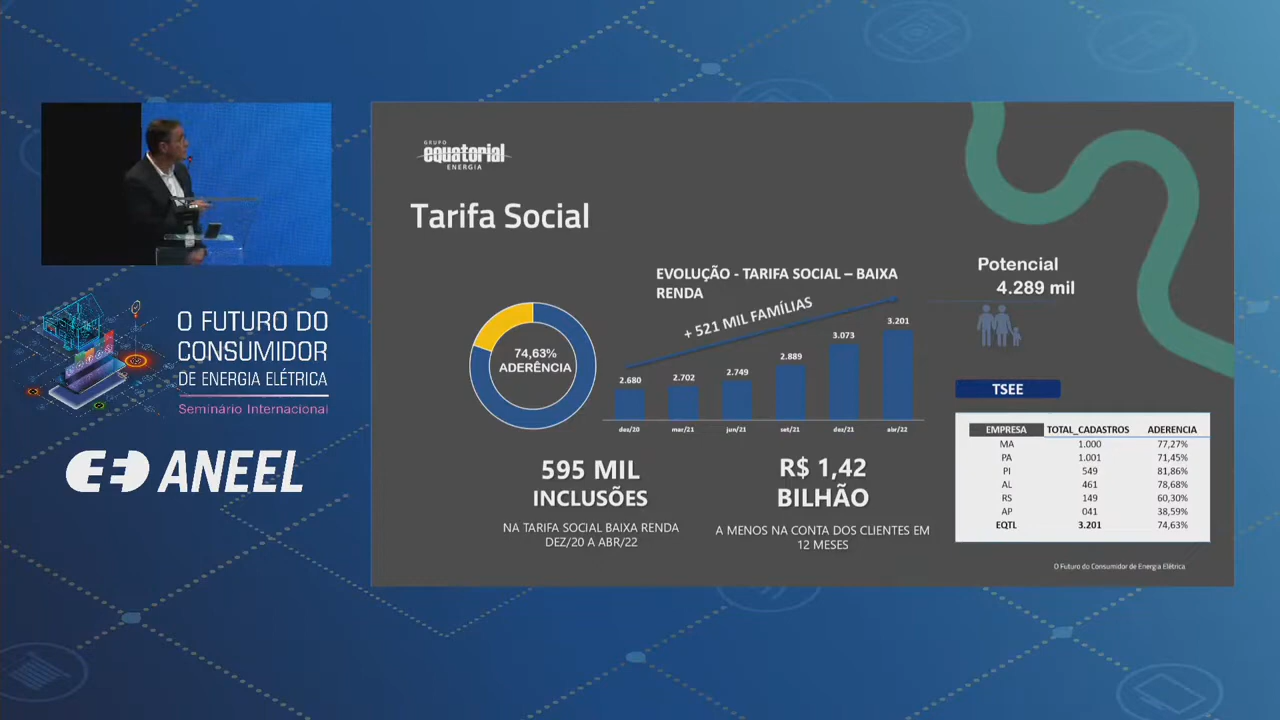 O FUTURO DO
CONSUMIDOR
DE ENERGIA ELÉTRICA
Seminário Internacional
ANEEL
GRUPO
equatorial
ENERGIA
Tarifa Social
EVOLUÇÃO - TARIFA SOCIAL – BAIXA
RENDA
+ 521 MIL FAMÍLIAS
74,63%
ADERÊNCIA
2.680 2.702 2.749 2.889 3.073 3.201
dez/20 mar/21 jun/21 set/21 dez/21 abr/22
595 MIL
INCLUSÕES
NA TARIFA SOCIAL BAIXA RENDA
DEZ/20 A ABR/22
R$ 1,42
BILHÃO
A MENOS NA CONTA DOS CLIENTES EM
12 MESES
Potencial
4.289 mil
TSEE
EMPRESA TOTAL_CADASTROS ADERENCIA
MA 1.000 77,27%
PA 1.001 71,45%
PI 549 81,86%
AL 461 78,68%
RS 149 60,30%
AP 041 38,59%
EQTL 3.201 74,63%
O Futuro do Consumidor de Energia Elétrica